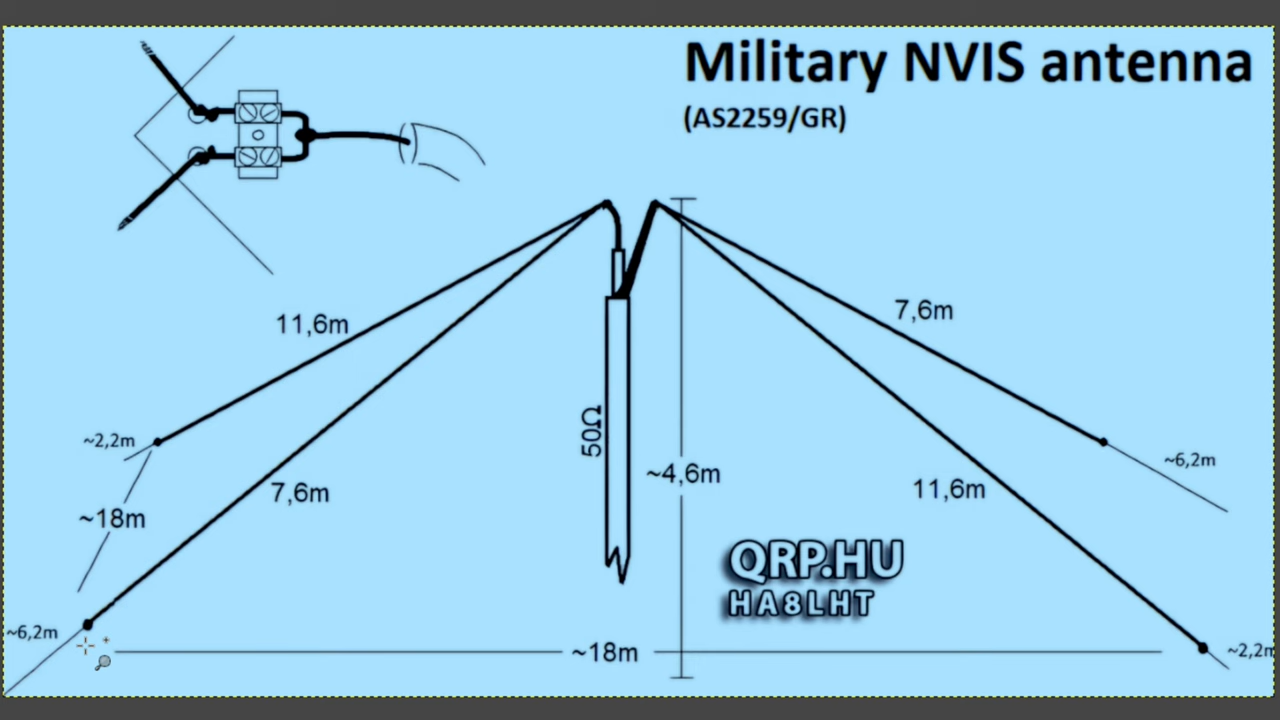 Military NVIS antenna
(AS2259/GR)
11,6m
7,6m
~2,2m
~6,2m
50Ω
~4,6m
7,6m
11,6m
~18m
QRP.HU
HA8LHT
~6,2m
~18m
~2,2m